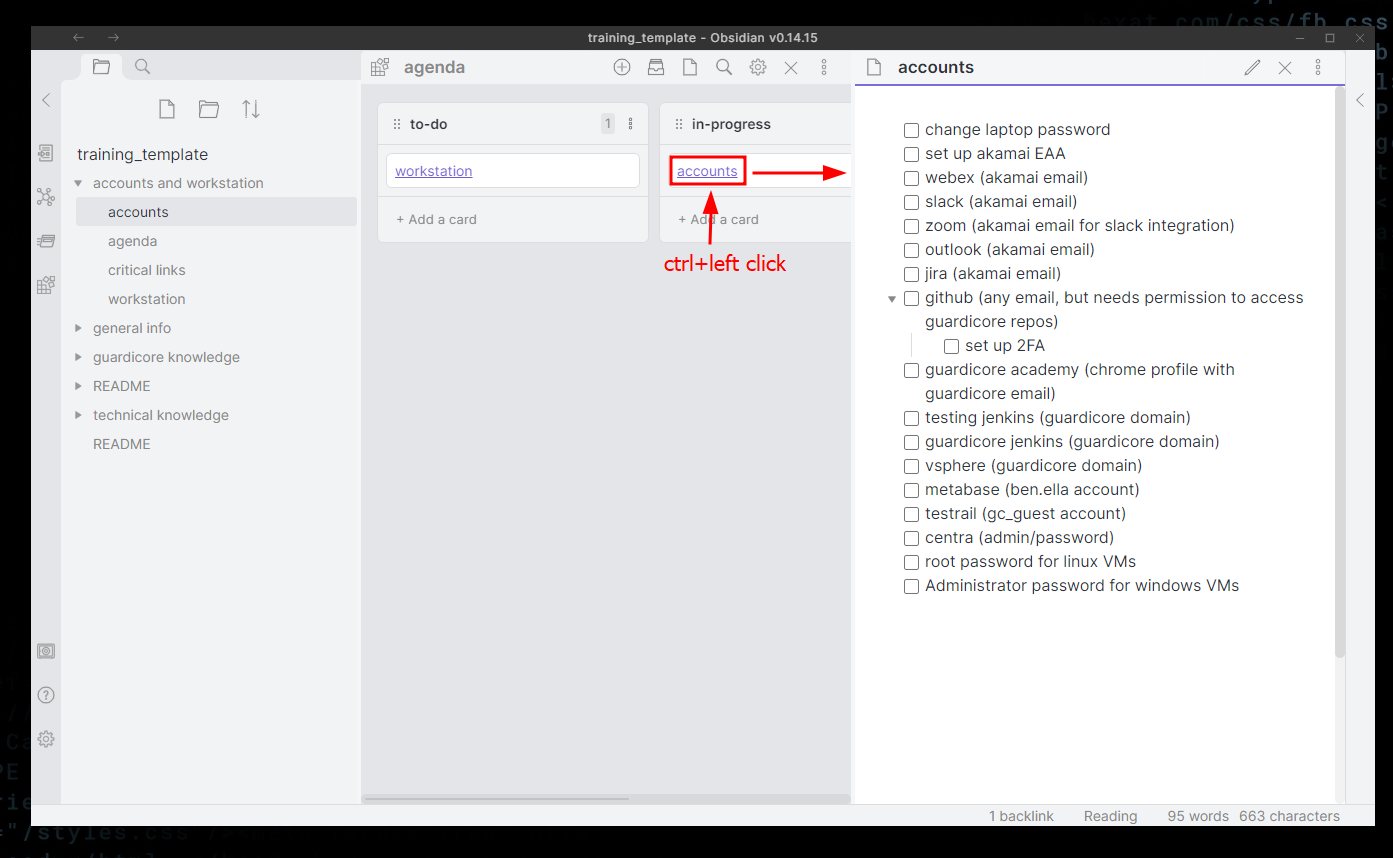 training_template - Obsidian v0.14.15
training_template
accounts and workstation
accounts
agenda
critical links
workstation
general info
guardicore knowledge
README
technical knowledge
README
agenda
to-do
1
workstation
+ Add a card
in-progress
accounts
+ Add a card
ctrl+left click
accounts
change laptop password
set up akamai EAA
webex (akamai email)
slack (akamai email)
zoom (akamai email for slack integration)
outlook (akamai email)
jira (akamai email)
github (any email, but needs permission to access
guardicore repos)
set up 2FA
guardicore academy (chrome profile with
guardicore email)
testing jenkins (guardicore domain)
guardicore jenkins (guardicore domain)
vsphere (guardicore domain)
metabase (ben.ella account)
testrail (gc_guest account)
centra (admin/password)
root password for linux VMs
Administrator password for windows VMs
1 backlink
Reading
95 words
663 characters
="/styles.css